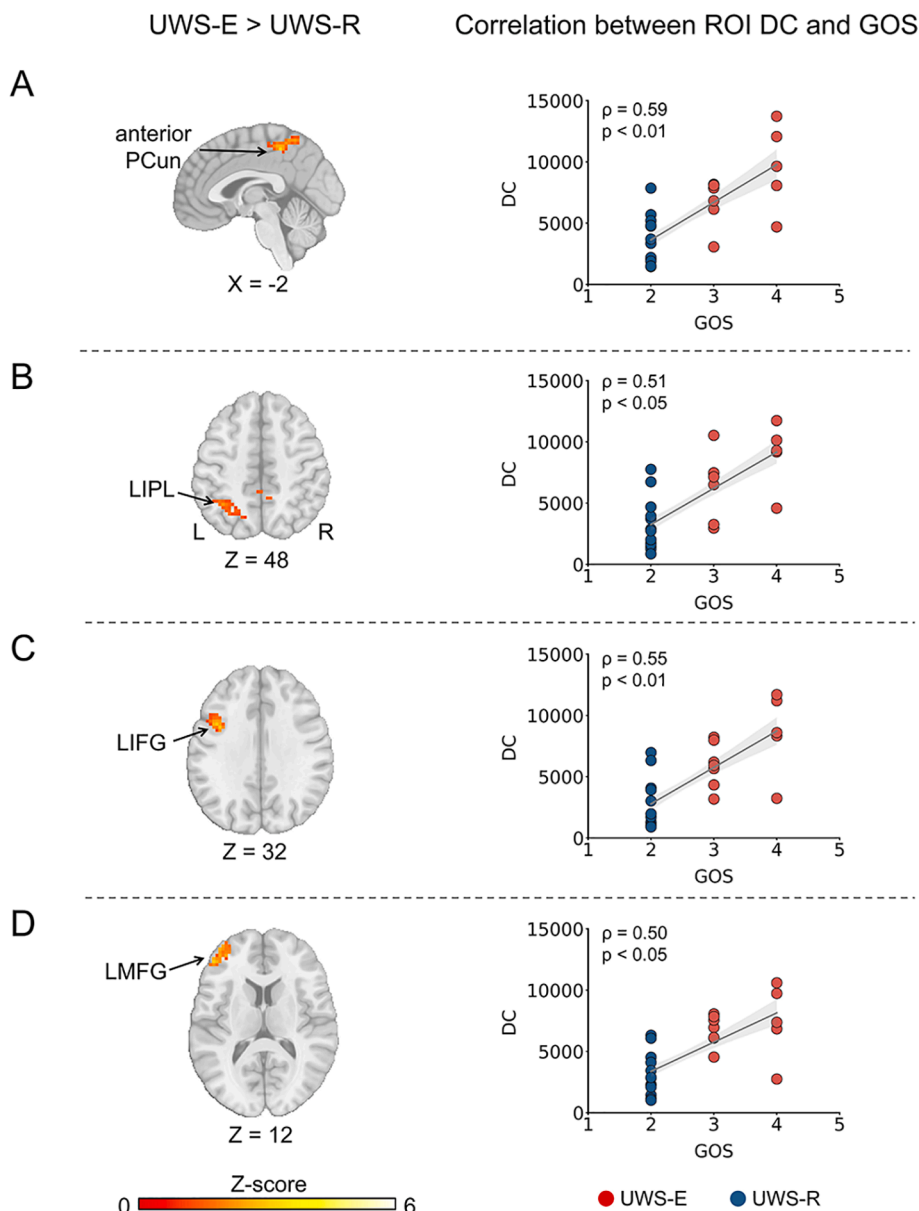 UWS-E > UWS-R
Correlation between ROI DC and GOS
A
anterior
PCun
X = -2
15000
10000
5000
0
DC
ρ = 0.59
p < 0.01
1 2 3 4 5
GOS
B
LIPL
L R
Z = 48
15000
10000
5000
0
DC
ρ = 0.51
p < 0.05
1 2 3 4 5
GOS
C
LIFG
Z = 32
15000
10000
5000
0
DC
ρ = 0.55
p < 0.01
1 2 3 4 5
GOS
D
LMFG
Z = 12
15000
10000
5000
0
DC
ρ = 0.50
p < 0.05
1 2 3 4 5
GOS
Z-score
0 6
UWS-E UWS-R